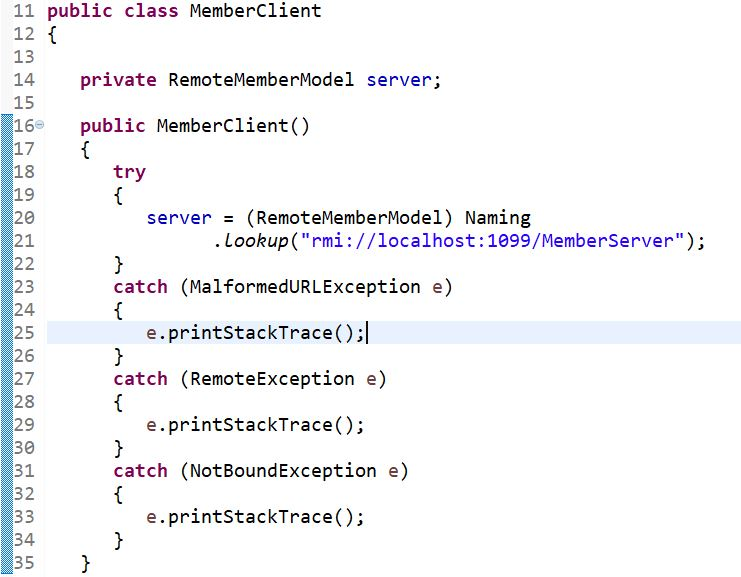 11 public class MemberClient
12 {
13
14    private RemoteMemberModel server;
15
16    public MemberClient()
17    {
18       try
19       {
20          server = (RemoteMemberModel) Naming
21                .lookup("rmi://localhost:1099/MemberServer");
22       }
23       catch (MalformedURLException e)
24       {
25          e.printStackTrace();
26       }
27       catch (RemoteException e)
28       {
29          e.printStackTrace();
30       }
31       catch (NotBoundException e)
32       {
33          e.printStackTrace();
34       }
35    }